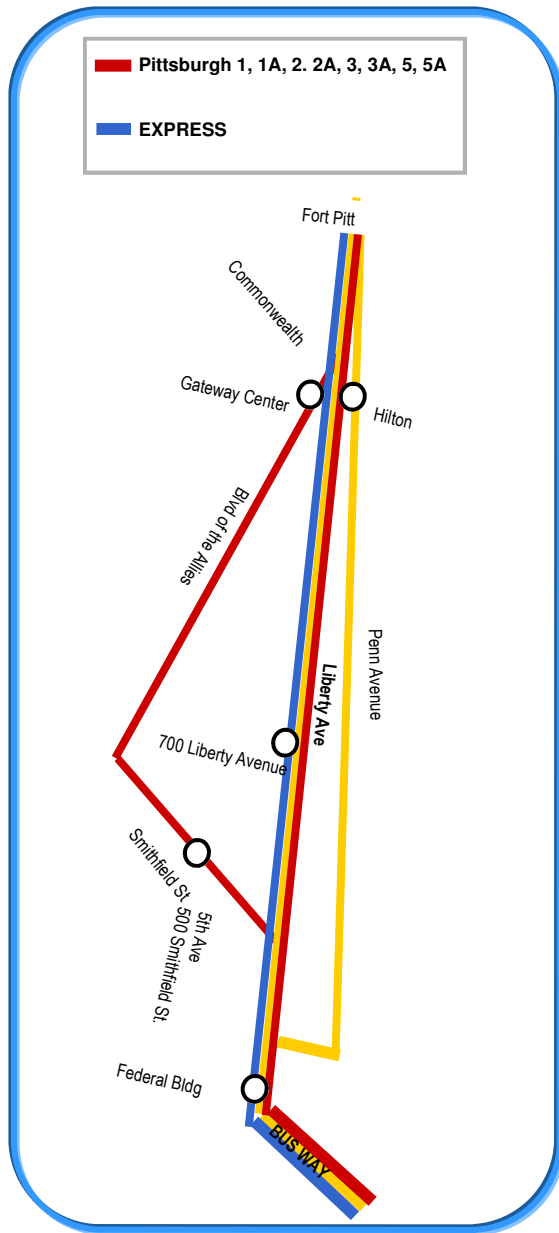 Pittsburgh 1, 1A, 2. 2A, 3, 3A, 5, 5A
EXPRESS
Fort Pitt
Commonwealth
Gateway Center
Hilton
Blvd of the Allies
Penn Avenue
Liberty Ave
700 Liberty Avenue
Smithfield St
5th Ave
500 Smithfield St.
Federal Bldg
BUS WAY